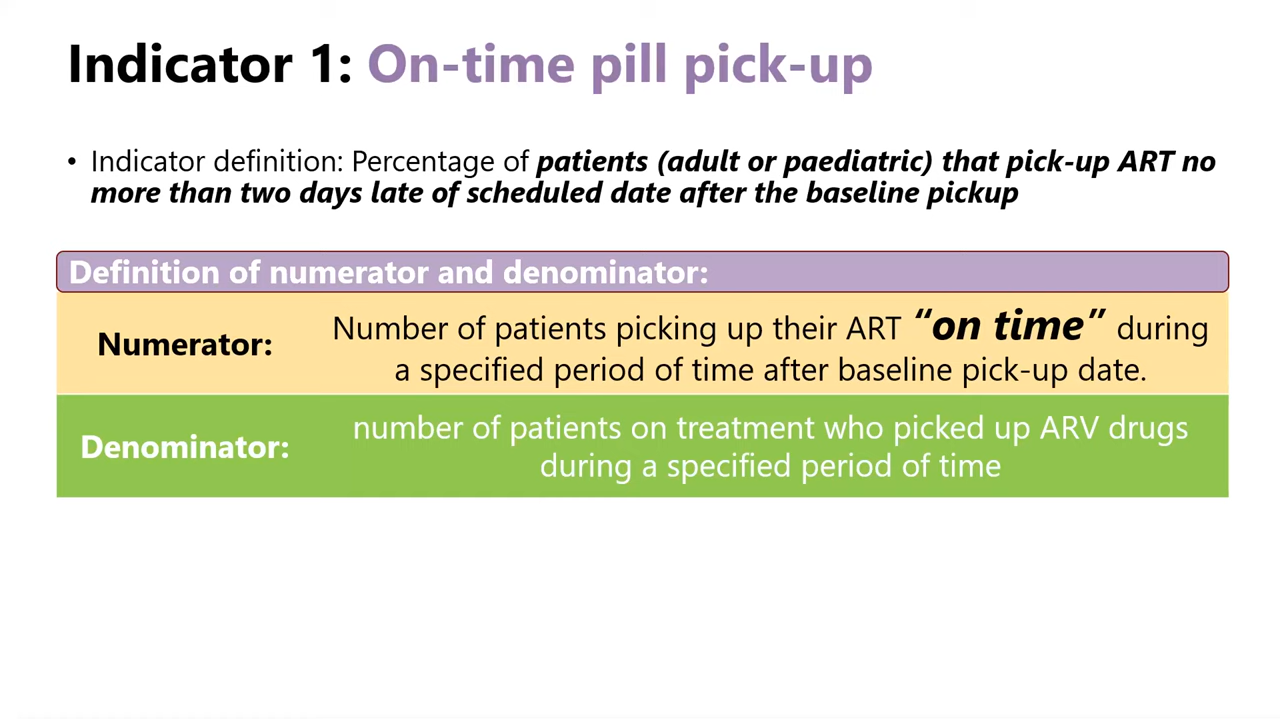 Indicator 1: On-time pill pick-up
• Indicator definition: Percentage of patients (adult or paediatric) that pick-up ART no
more than two days late of scheduled date after the baseline pickup
Definition of numerator and denominator:
Numerator:
Number of patients picking up their ART “on time” during
a specified period of time after baseline pick-up date.
Denominator:
number of patients on treatment who picked up ARV drugs
during a specified period of time